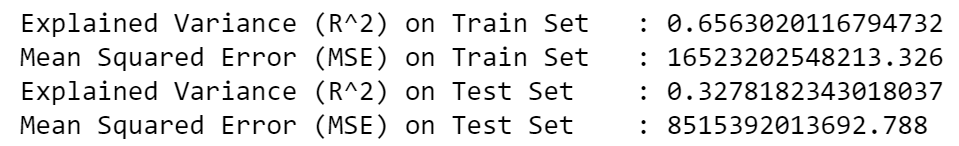 Explained Variance (R^2) on Train Set   : 0.6563020116794732
Mean Squared Error (MSE) on Train Set   : 16523202548213.326
Explained Variance (R^2) on Test Set    : 0.3278182343018037
Mean Squared Error (MSE) on Test Set    : 8515392013692.788